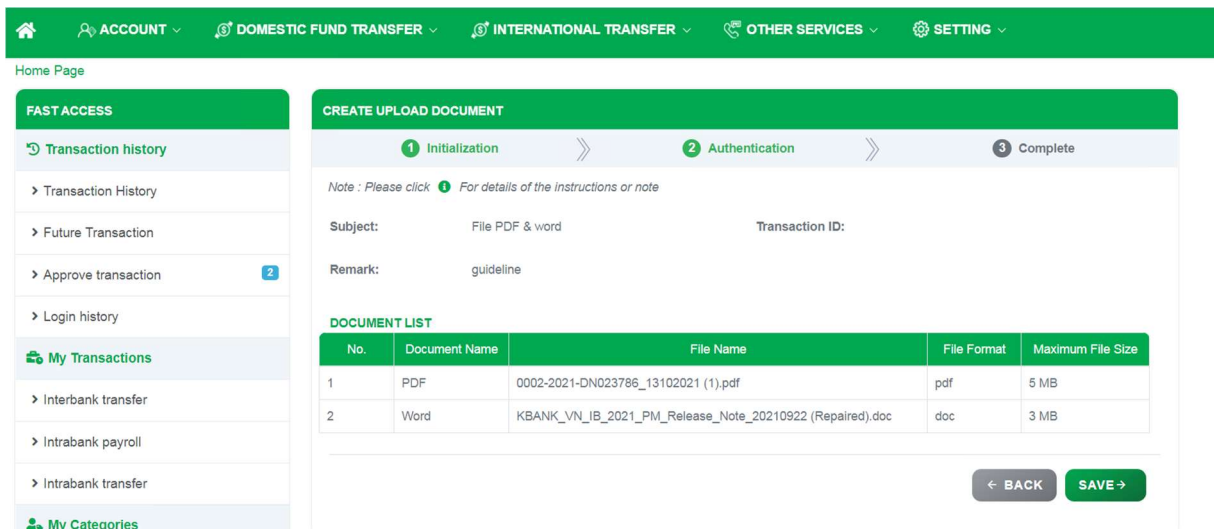 ACCOUNT DOMESTIC FUND TRANSFER INTERNATIONAL TRANSFER OTHER SERVICES SETTING
Home Page
FAST ACCESS
Transaction history
Transaction History
Future Transaction
Approve transaction 2
Login history
My Transactions
Interbank transfer
Intrabank payroll
Intrabank transfer
My Categories
CREATE UPLOAD DOCUMENT
1 Initialization 2 Authentication 3 Complete
Note : Please click i For details of the instructions or note
Subject: File PDF & word Transaction ID:
Remark: guideline
DOCUMENT LIST
No. Document Name File Name File Format Maximum File Size
1 PDF 0002-2021-DN023786_13102021 (1).pdf pdf 5 MB
2 Word KBANK_VN_IB_2021_PM_Release_Note_20210922 (Repaired).doc doc 3 MB
← BACK SAVE→